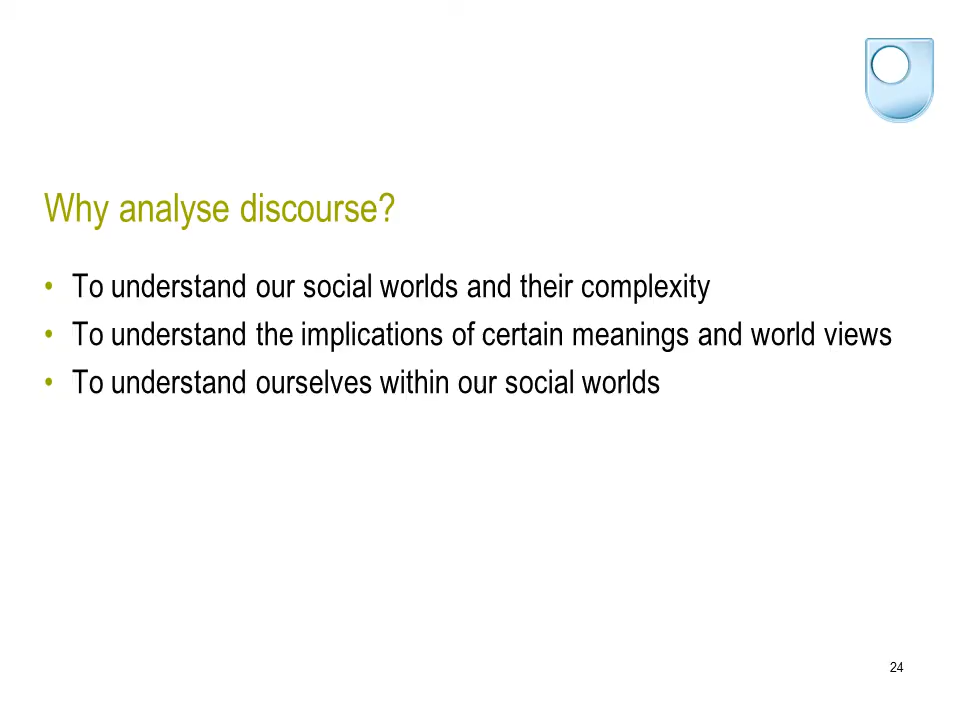 Why analyse discourse?
• To understand our social worlds and their complexity
• To understand the implications of certain meanings and world views
• To understand ourselves within our social worlds
24